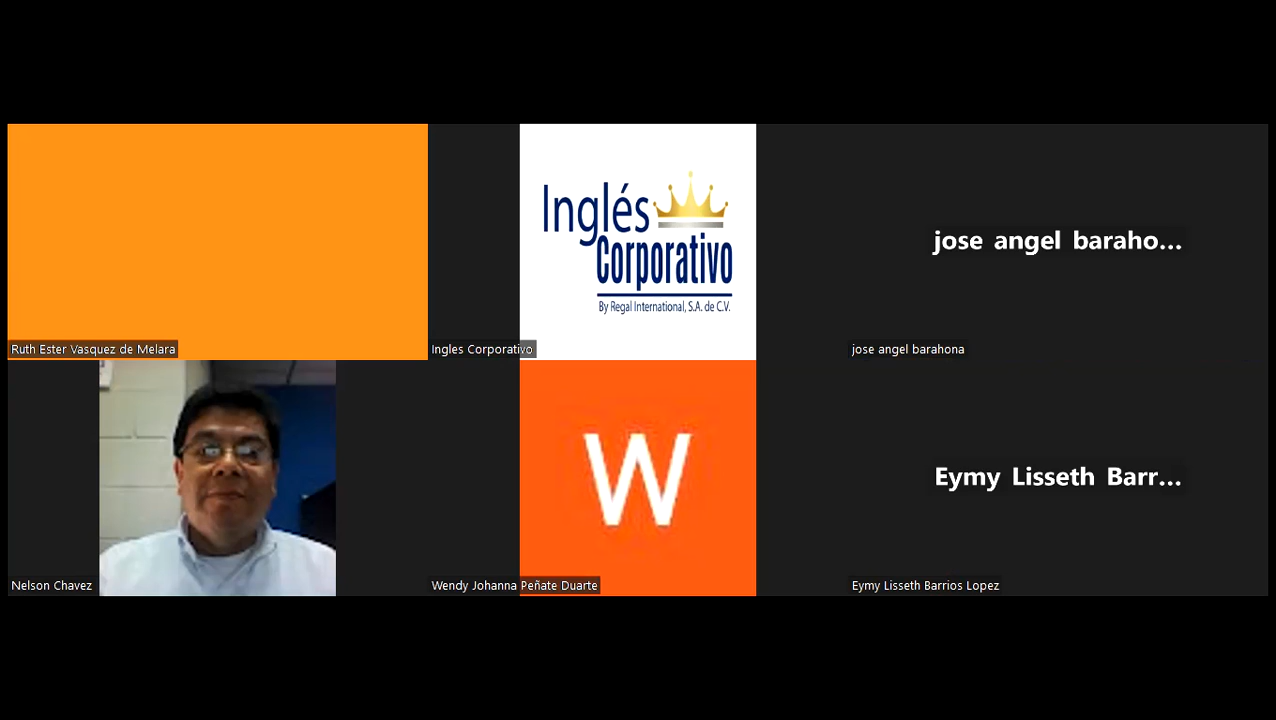 Inglés
Corporativo
By Regal International, S.A. de C.V.
jose angel baraho...
Ruth Ester Vasquez de Melara
Ingles Corporativo
jose angel barahona
W
Eymy Lisseth Barr...
Nelson Chavez
Wendy Johanna Peñate Duarte
Eymy Lisseth Barrios Lopez